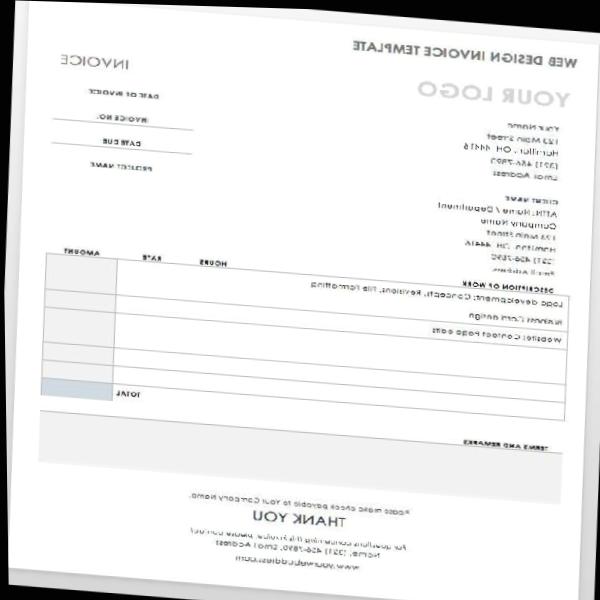 WEB DESIGN INVOICE TEMPLATE
YOUR LOGO
INVOICE
Your Name
123 Main Street
Hamilton, OH 44416
(321) 456-7890
Email Address
DATE OF INVOICE
INVOICE NO.
DATE DUE
PROJECT NAME
CLIENT NAME
ATTN: Name / Department
Company Name
123 Main Street
Hamilton, OH 44416
(321) 456-7890
Email Address
DESCRIPTION OF WORK HOURS RATE AMOUNT
Logo development: Concepts, Revisions, File Formatting
Business Card design
Website: Contact Page edits
TOTAL
TERMS AND REMARKS
Please make check payable to Your Company Name.
THANK YOU
For questions concerning this invoice, please contact
Name, (321) 456-7890, Email Address
www.yourwebaddress.com